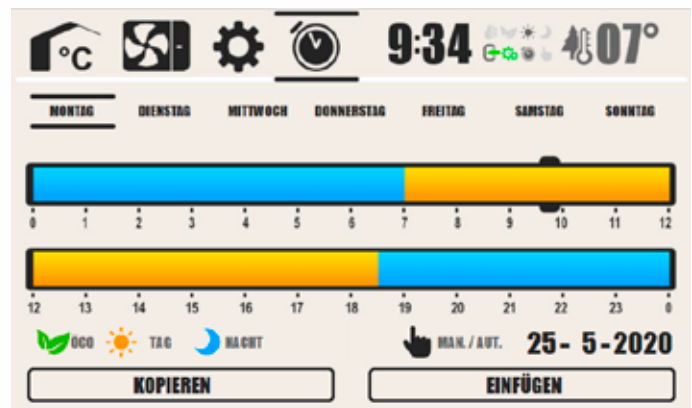 °C 9:34 07°
MONTAG DIENSTAG MITTWOCH DONNERSTAG FREITAG SAMSTAG SONNTAG
0 1 2 3 4 5 6 7 8 9 10 11 12
12 13 14 15 16 17 18 19 20 21 22 23 0
ÖCO TAG NACHT MAN. / AUT. 25- 5-2020
KOPIEREN EINFÜGEN